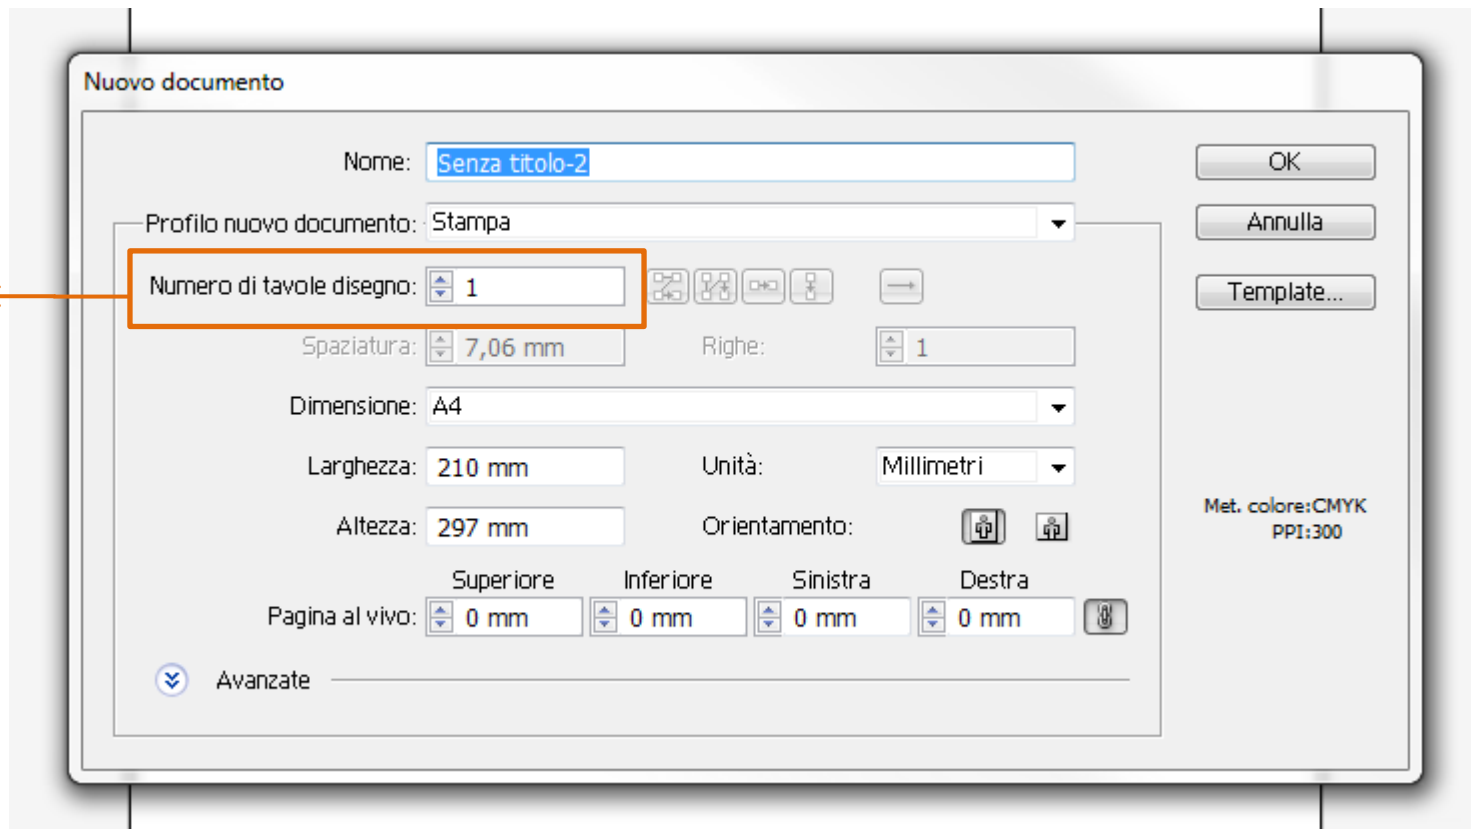 Nuovo documento
Nome: Senza titolo-2 OK
Profilo nuovo documento: Stampa Annulla
Numero di tavole disegno: 1 Template...
Spaziatura: 7,06 mm Righe: 1
Dimensione: A4
Larghezza: 210 mm Unità: Millimetri
Altezza: 297 mm Orientamento:
Met. colore:CMYK
PPI:300
Superiore Inferiore Sinistra Destra
Pagina al vivo: 0 mm 0 mm 0 mm 0 mm
Avanzate